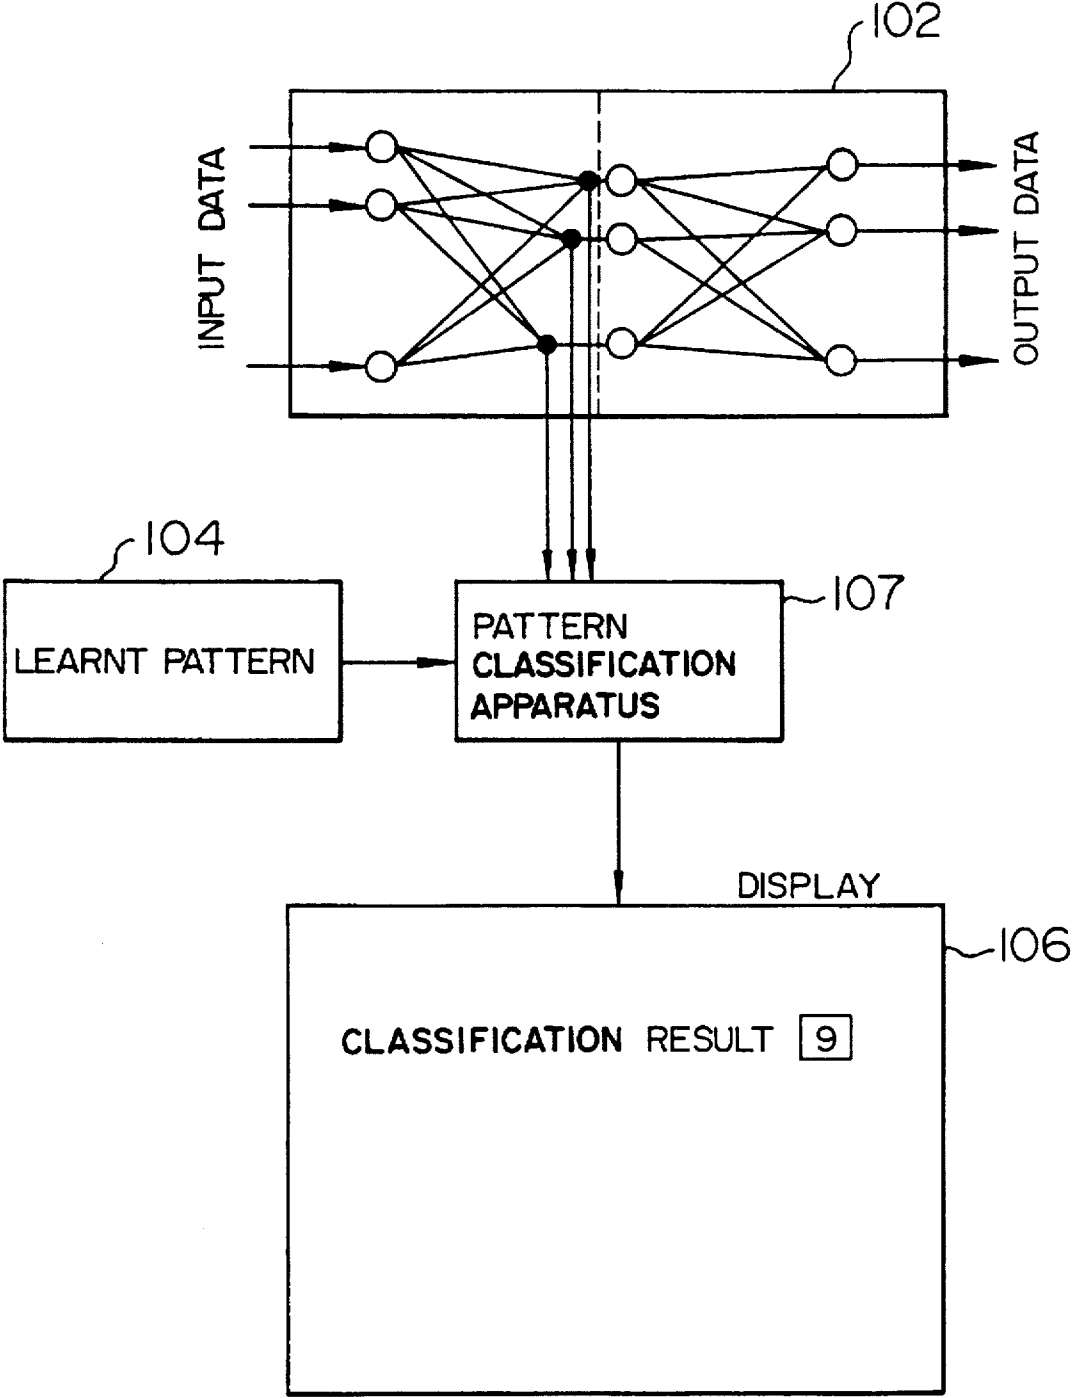 102
INPUT DATA
OUTPUT DATA
104
LEARNT PATTERN
107
PATTERN
CLASSIFICATION
APPARATUS
DISPLAY
106
CLASSIFICATION RESULT 9